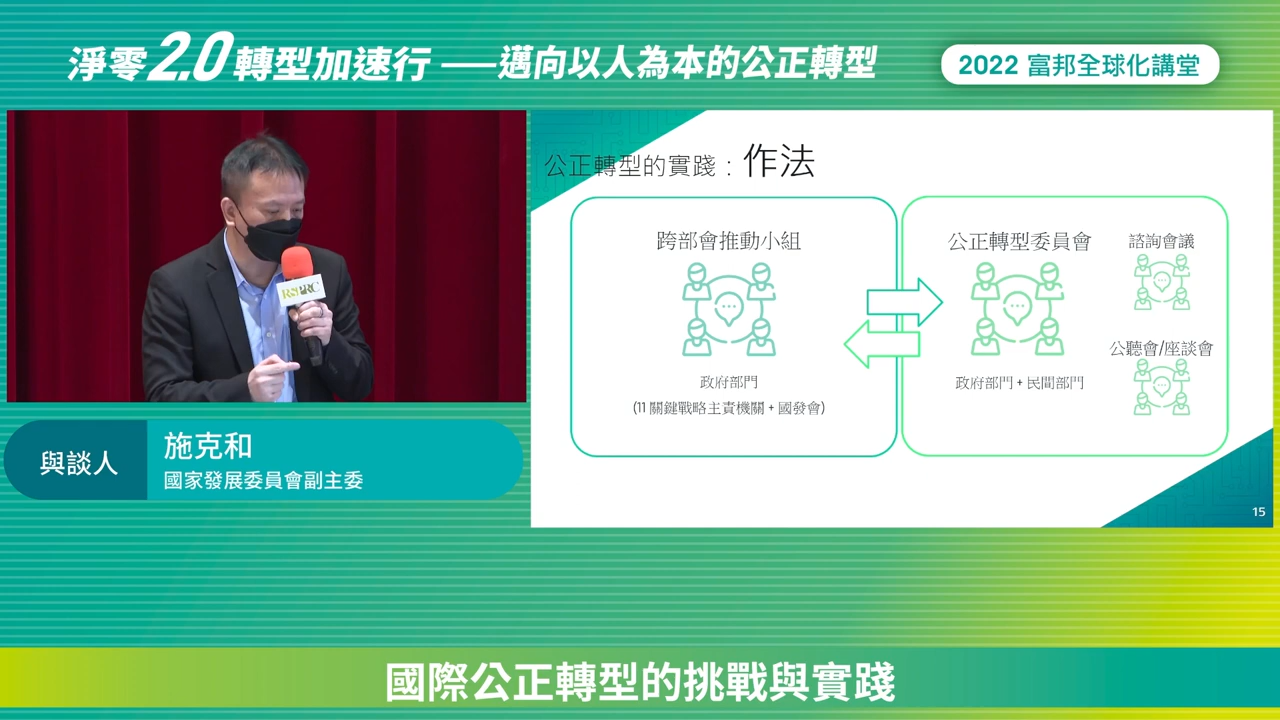 淨零2.0轉型加速行——邁向以人為本的公正轉型
2022 富邦全球化講堂
RSPRC
與談人
施克和
國家發展委員會副主委
公正轉型的實踐：作法
跨部會推動小組
政府部門
(11 關鍵戰略主責機關 + 國發會)
公正轉型委員會
政府部門 + 民間部門
諮詢會議
公聽會/座談會
15
國際公正轉型的挑戰與實踐